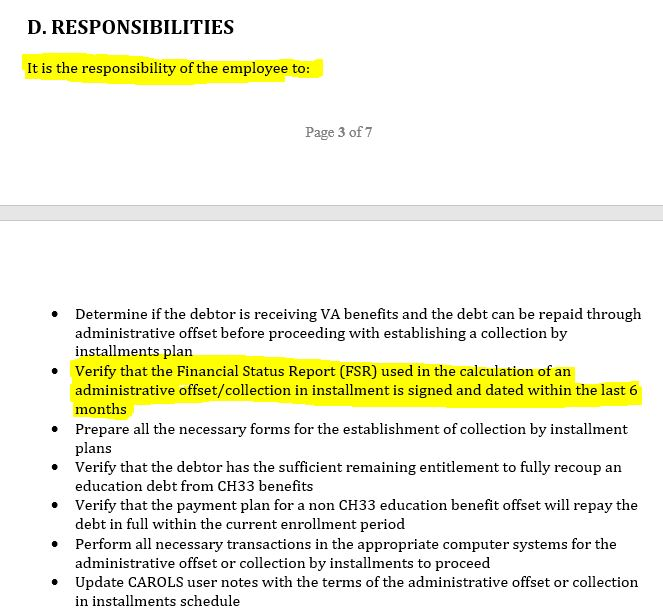 D. RESPONSIBILITIES
It is the responsibility of the employee to:
Page 3 of 7
• Determine if the debtor is receiving VA benefits and the debt can be repaid through
administrative offset before proceeding with establishing a collection by
installments plan
• Verify that the Financial Status Report (FSR) used in the calculation of an
administrative offset/collection in installment is signed and dated within the last 6
months
• Prepare all the necessary forms for the establishment of collection by installment
plans
• Verify that the debtor has the sufficient remaining entitlement to fully recoup an
education debt from CH33 benefits
• Verify that the payment plan for a non CH33 education benefit offset will repay the
debt in full within the current enrollment period
• Perform all necessary transactions in the appropriate computer systems for the
administrative offset or collection by installments to proceed
• Update CAROLS user notes with the terms of the administrative offset or collection
in installments schedule